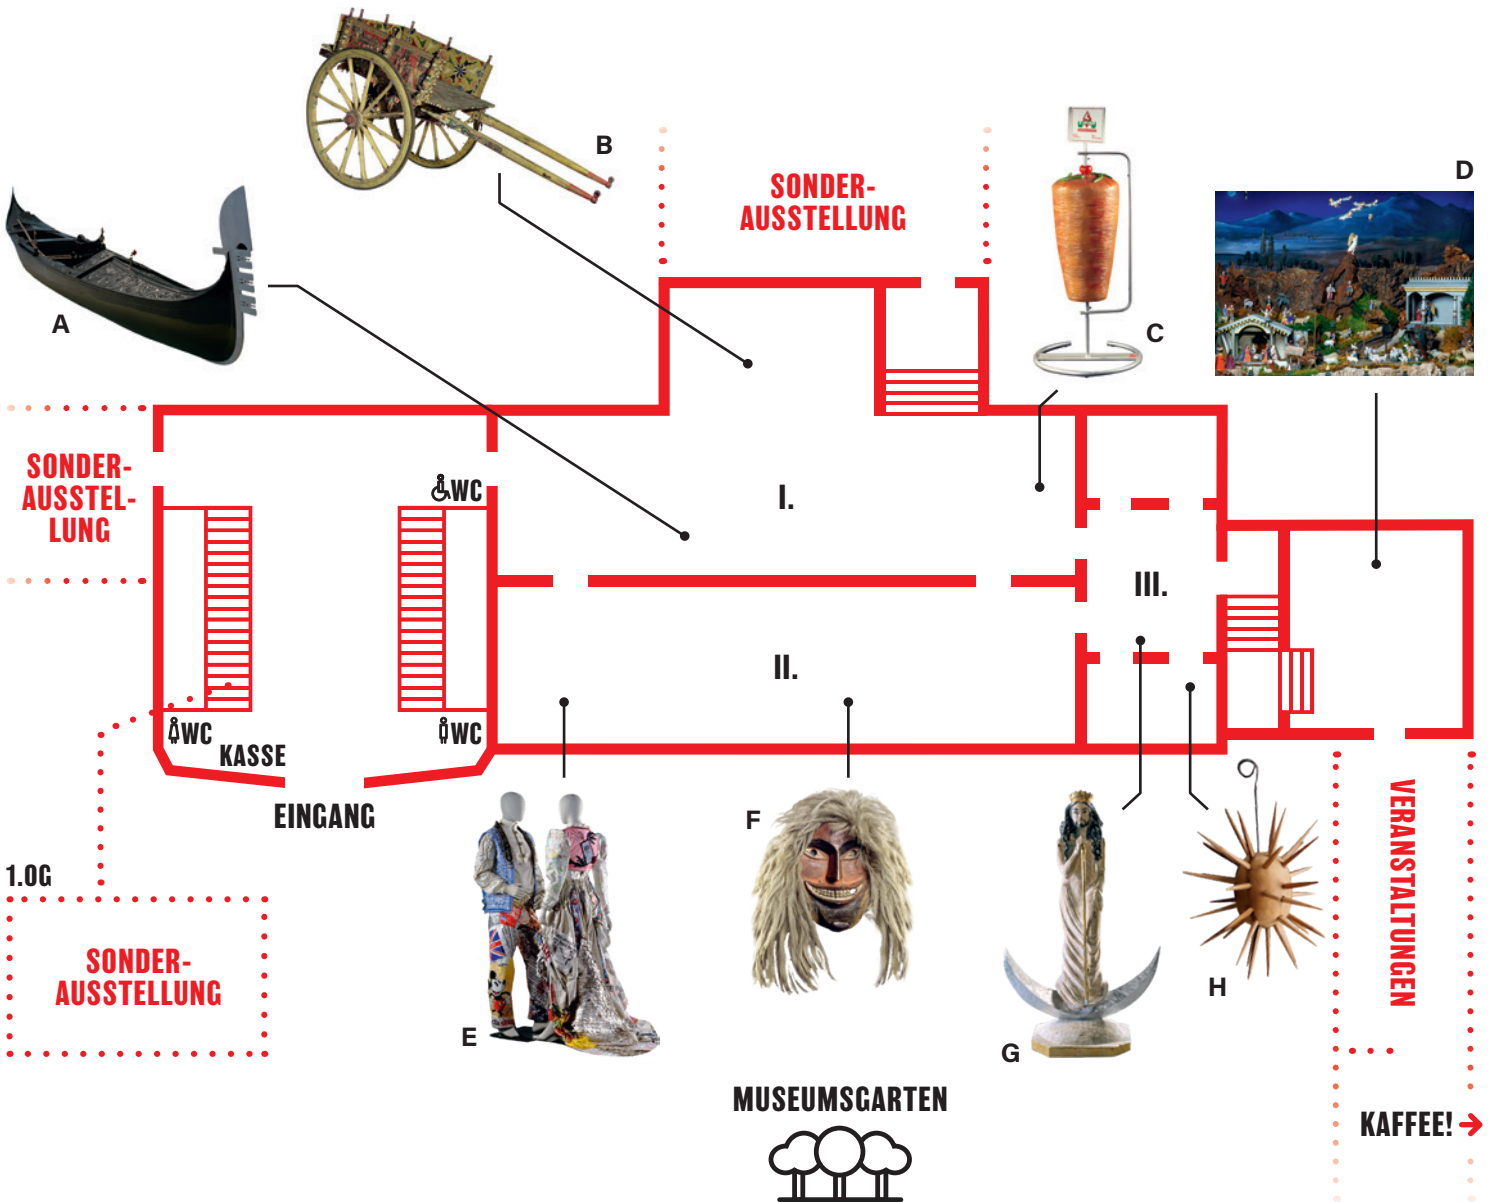 B
D
SONDER-
AUSSTELLUNG
A
C
SONDER-
AUSSTEL-
LUNG
WC
I.
III.
II.
WC
WC
KASSE
EINGANG
F
VERANSTALTUNGEN
1.OG
SONDER-
AUSSTELLUNG
E
H
G
MUSEUMSGARTEN
KAFFEE!